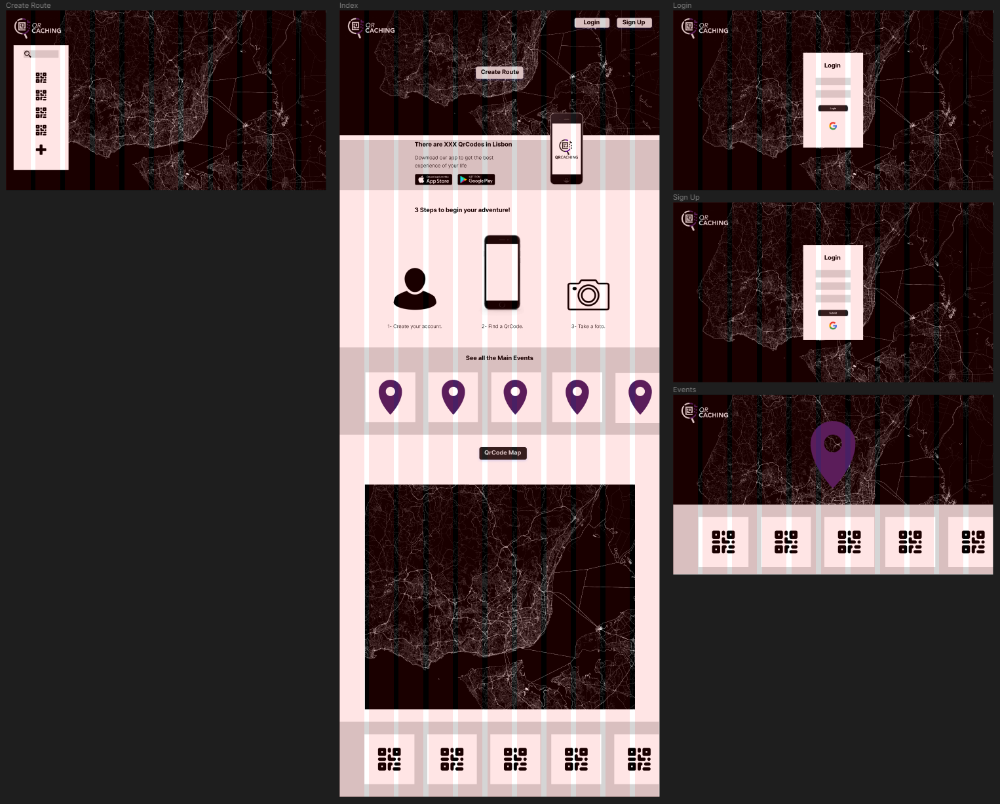 Create Route
QR
CACHING
Index
QR
CACHING
Login
Sign Up
Create Route
There are XXX QrCodes in Lisbon
Download our app to get the best
experience of your life
Download on the
App Store
GET IT ON
Google Play
QRCACHING
3 Steps to begin your adventure!
1- Create your account.
2- Find a QrCode.
3- Take a foto.
See all the Main Events
QrCode Map
Login
QR
CACHING
Login
Login
Sign Up
QR
CACHING
Login
Submit
Events
QR
CACHING